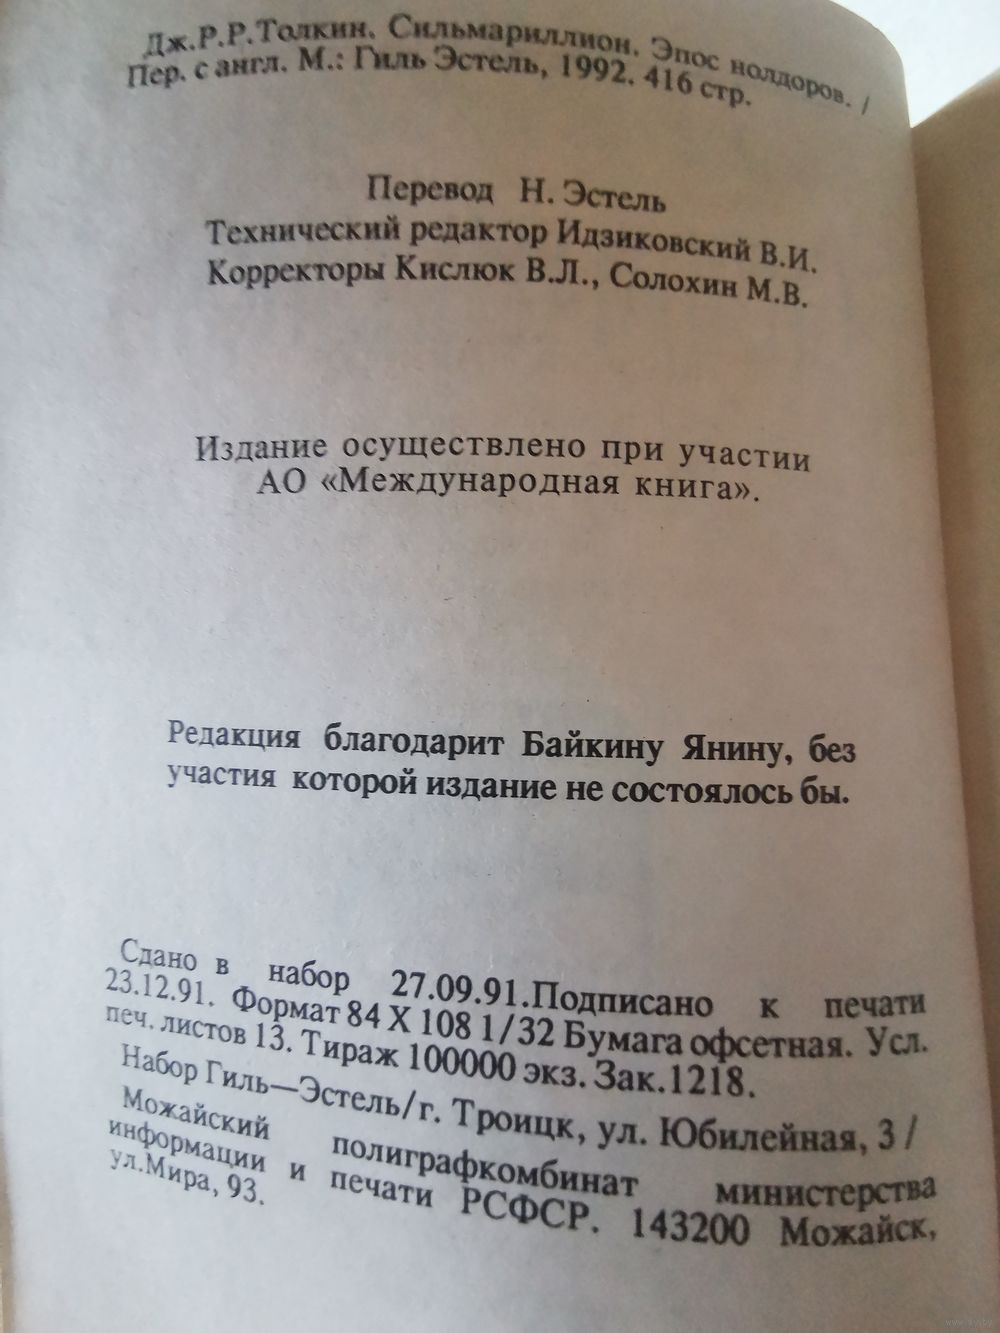 Дж.Р.Р.Толкин. Сильмариллион. Эпос нолдоров. /
Пер. с англ. М.: Гиль Эстель, 1992. 416 стр.
Перевод Н. Эстель
Технический редактор Идзиковский В.И.
Корректоры Кислюк В.Л., Солохин М.В.
Издание осуществлено при участии
АО «Международная книга».
Редакция благодарит Байкину Янину, без
участия которой издание не состоялось бы.
Сдано в набор 27.09.91.Подписано к печати
23.12.91. Формат 84 X 108 1/32 Бумага офсетная. Усл.
печ. листов 13. Тираж 100000 экз. Зак.1218.
Набор Гиль—Эстель/г. Троицк, ул. Юбилейная, 3 /
Можайский полиграфкомбинат министерства
информации и печати РСФСР. 143200 Можайск,
ул.Мира, 93.